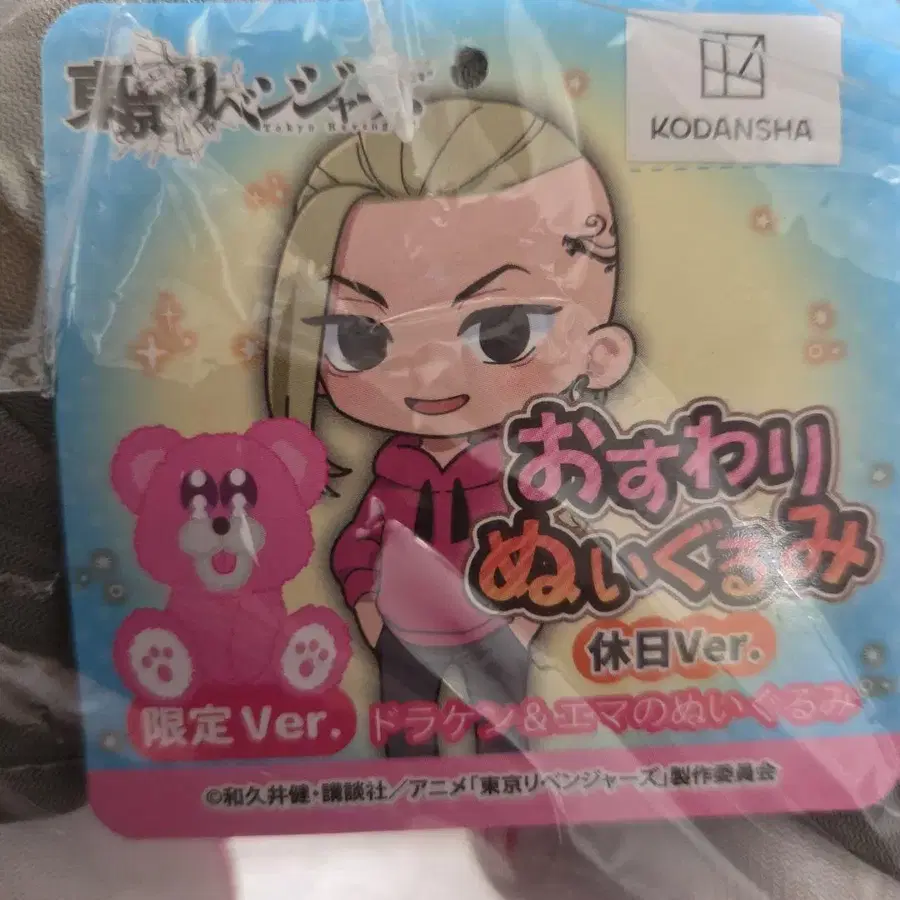 東京リベンジャーズ
Tokyo Reveng
KODANSHA
おすわり
ぬいぐるみ
休日Ver.
限定Ver. ドラケン&エマのぬいぐるみ
©和久井健・講談社／アニメ「東京リベンジャーズ」製作委員会